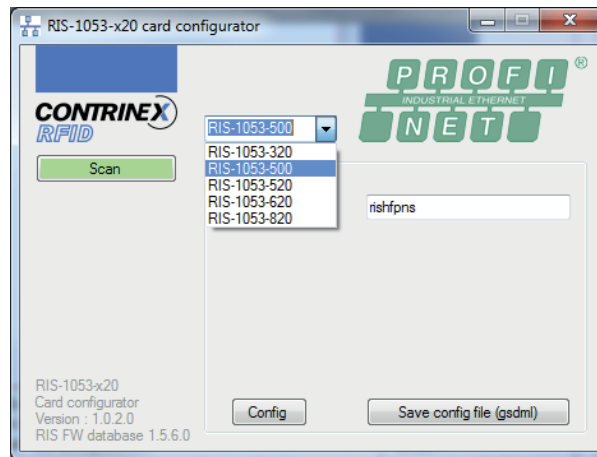 RIS-1053-x20 card configurator
PROFI®
INDUSTRIAL ETHERNET
NET
CONTRINEX
RFID
RIS-1053-500
RIS-1053-320
RIS-1053-500
RIS-1053-520
RIS-1053-620
RIS-1053-820
Scan
rishfpns
RIS-1053-x20
Card configurator
Version : 1.0.2.0
RIS FW database 1.5.6.0
Config
Save config file (gsdml)